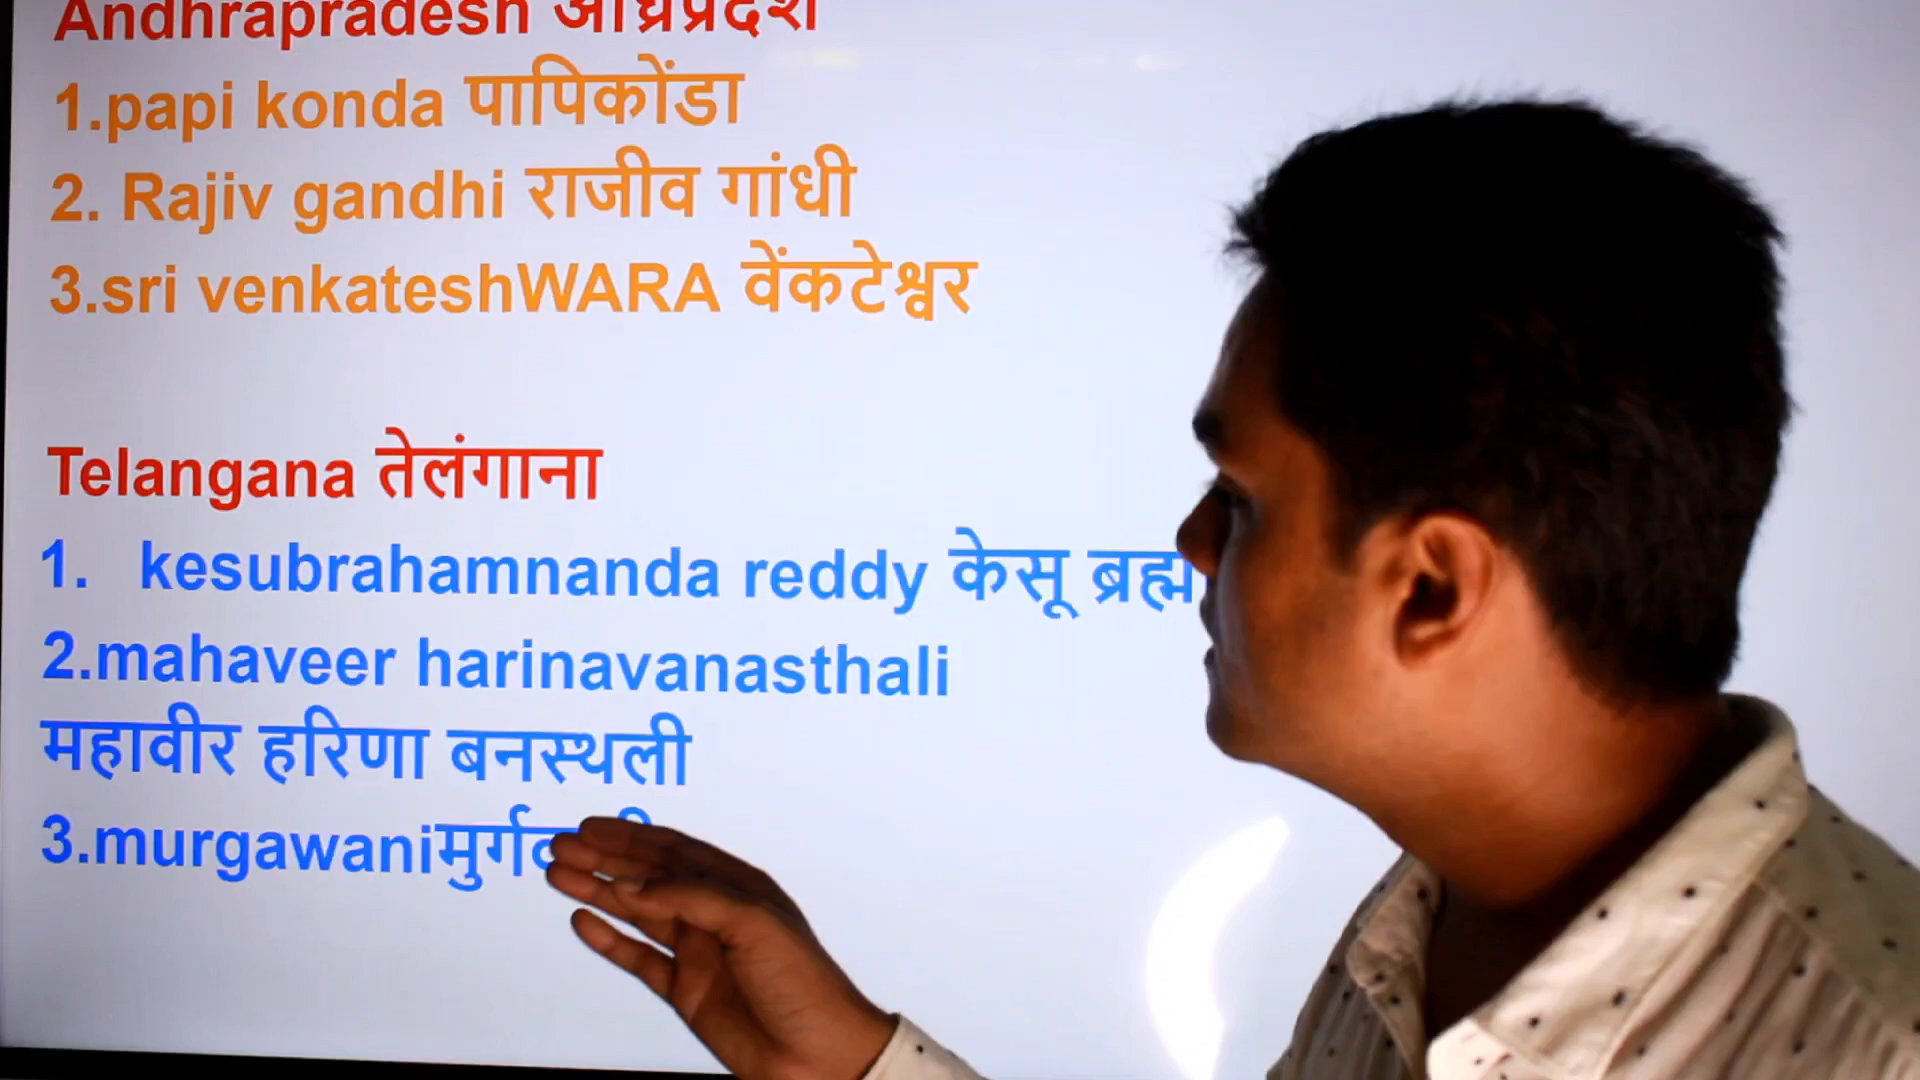 Andhrapradesh आंध्रप्रदेश
1.papi konda पापिकोंडा
2. Rajiv gandhi राजीव गांधी
3.sri venkateshWARA वेंकटेश्वर
Telangana तेलंगाना
1. kesubrahamnanda reddy केसू ब्रह्म
2.mahaveer harinavanasthali
महावीर हरिणा बनस्थली
3.murgawani